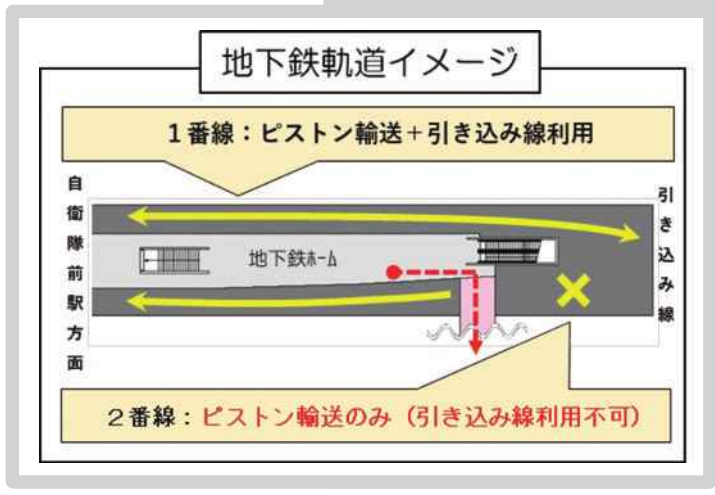 地下鉄軌道イメージ
1番線：ピストン輸送＋引き込み線利用
自衛隊前駅方面
地下鉄ホーム
引き込み線
2番線：ピストン輸送のみ（引き込み線利用不可）